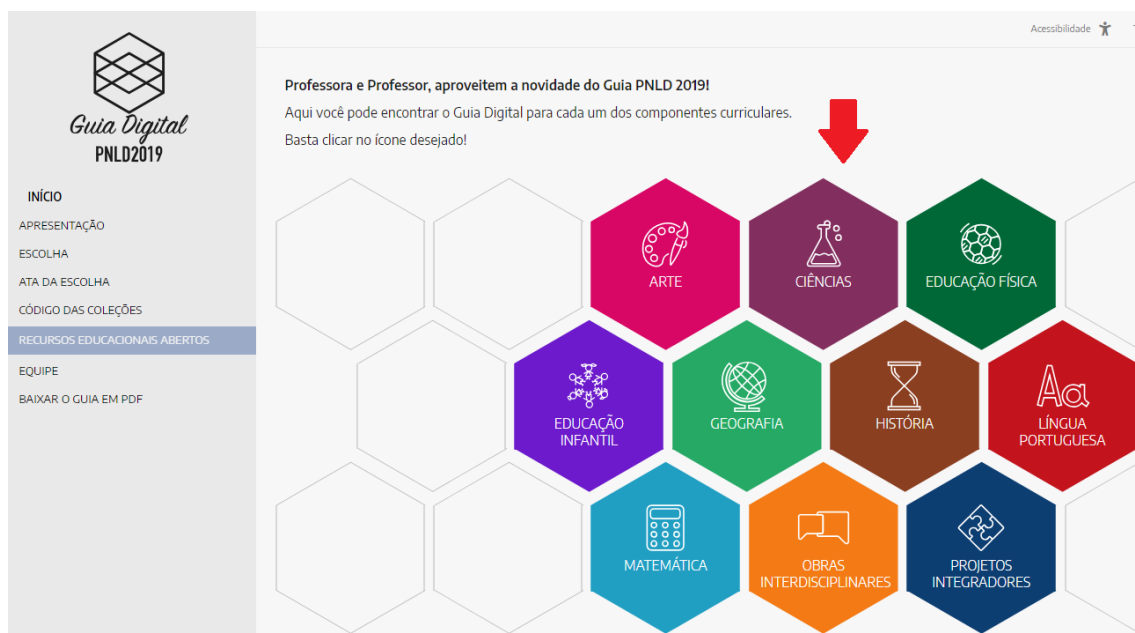 Acessibilidade
Guia Digital
PNLD2019
INÍCIO
APRESENTAÇÃO
ESCOLHA
ATA DA ESCOLHA
CÓDIGO DAS COLEÇÕES
RECURSOS EDUCACIONAIS ABERTOS
EQUIPE
BAIXAR O GUIA EM PDF
Professora e Professor, aproveitem a novidade do Guia PNLD 2019!
Aqui você pode encontrar o Guia Digital para cada um dos componentes curriculares.
Basta clicar no ícone desejado!
ARTE
CIÊNCIAS
EDUCAÇÃO FÍSICA
EDUCAÇÃO
INFANTIL
GEOGRAFIA
HISTÓRIA
Aa
LÍNGUA
PORTUGUESA
MATEMÁTICA
OBRAS
INTERDISCIPLINARES
PROJETOS
INTEGRADORES